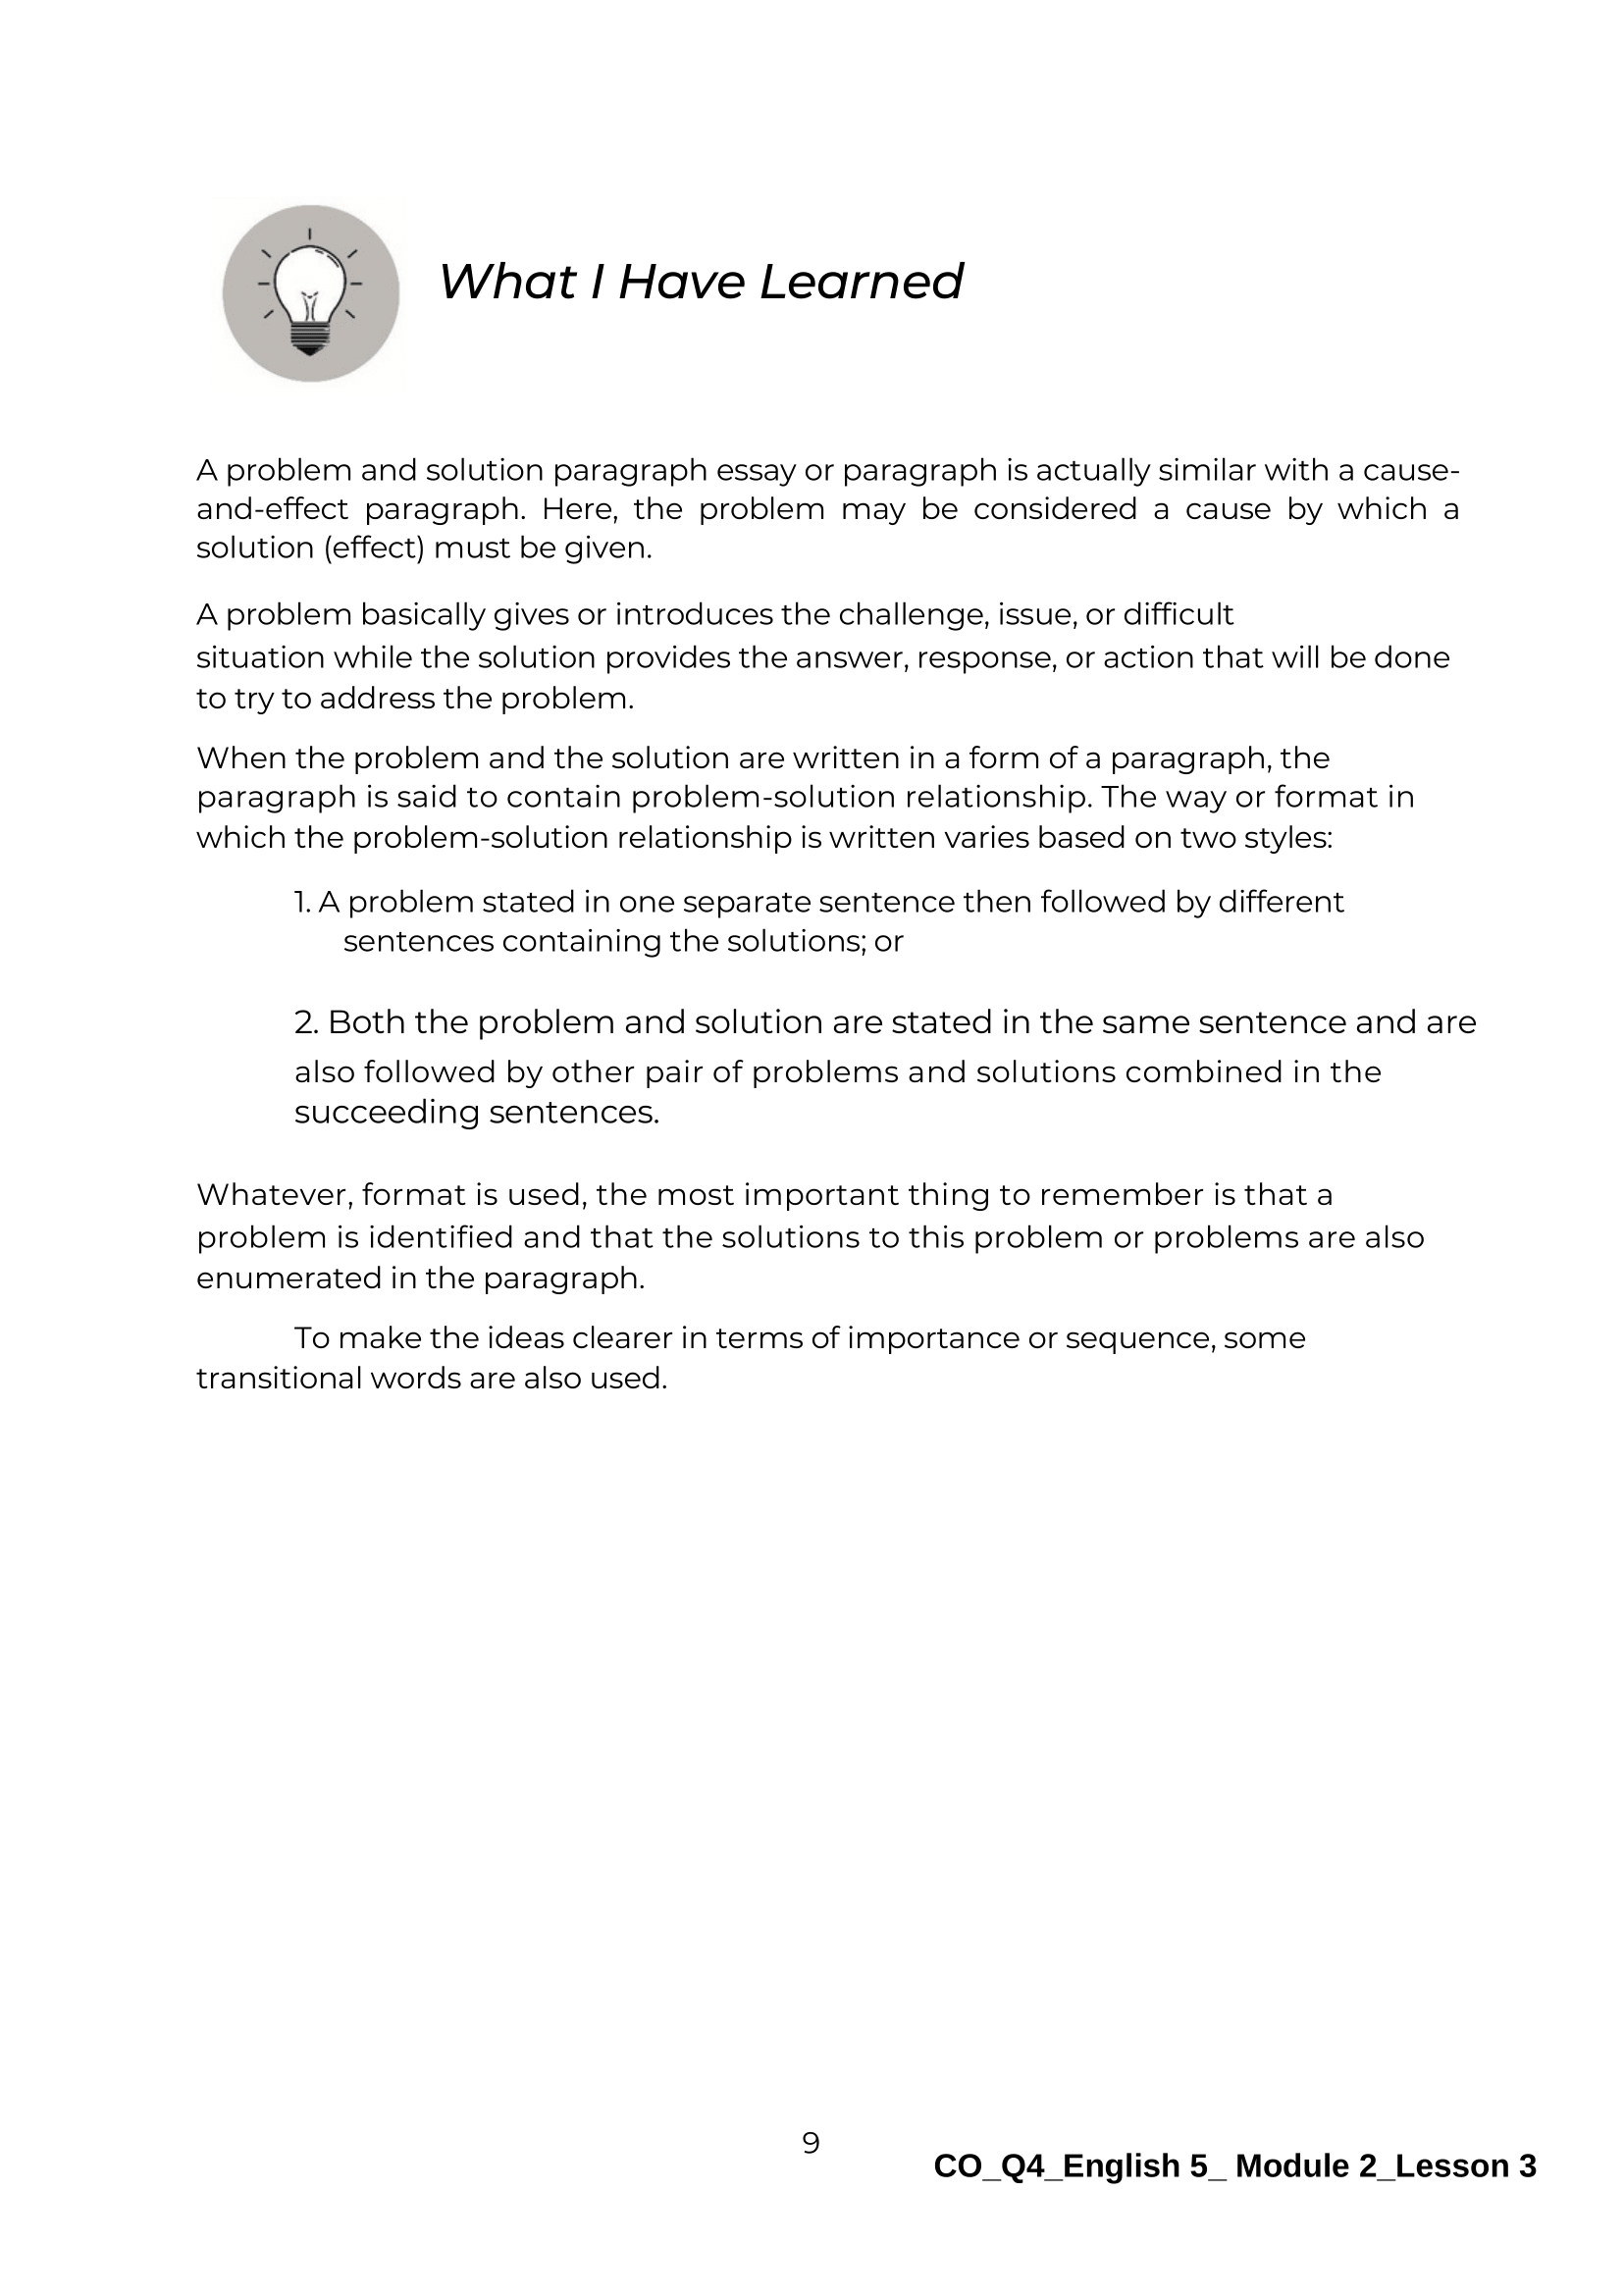 What I Have Learned
A problem and solution paragraph essay or paragraph is actually similar with a cause-
and-effect paragraph. Here, the problem may be considered a cause by which a
solution (effect) must be given.
A problem basically gives or introduces the challenge, issue, or difficult
situation while the solution provides the answer, response, or action that will be done
to try to address the problem.
When the problem and the solution are written in a form of a paragraph, the
paragraph is said to contain problem-solution relationship. The way or format in
which the problem-solution relationship is written varies based on two styles:
1. A problem stated in one separate sentence then followed by different
sentences containing the solutions; or
2. Both the problem and solution are stated in the same sentence and are
also followed by other pair of problems and solutions combined in the
succeeding sentences.
Whatever, format is used, the most important thing to remember is that a
problem is identified and that the solutions to this problem or problems are also
enumerated in the paragraph.
To make the ideas clearer in terms of importance or sequence, some
transitional words are also used.
9
CO_Q4_English 5_ Module 2_Lesson 3